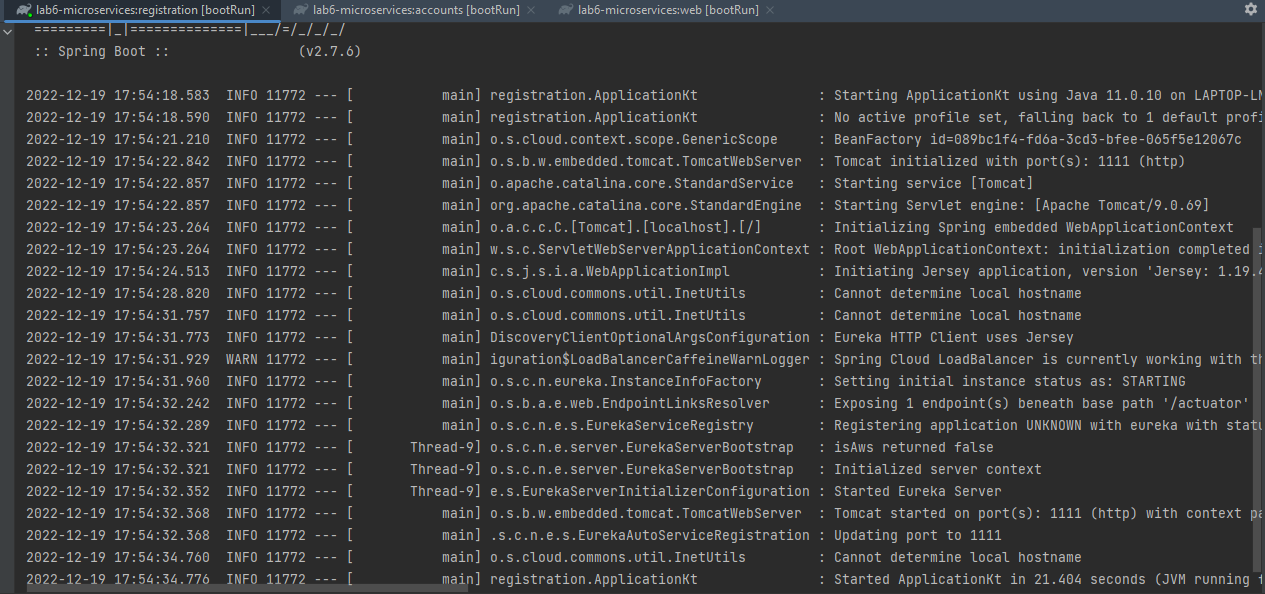 lab6-microservices:registration [bootRun] × lab6-microservices:accounts [bootRun] × lab6-microservices:web [bootRun] ×
=========|_|==============|___/=/_/_/_/
:: Spring Boot :: (v2.7.6)
2022-12-19 17:54:18.583 INFO 11772 --- [ main] registration.ApplicationKt : Starting ApplicationKt using Java 11.0.10 on
2022-12-19 17:54:18.590 INFO 11772 --- [ main] registration.ApplicationKt : No active profile set, falling back to 1 default
2022-12-19 17:54:21.210 INFO 11772 --- [ main] o.s.cloud.context.scope.GenericScope : BeanFactory id=089bc1f4-fd6a-3cd3-bfee-065f5e12067c
2022-12-19 17:54:22.842 INFO 11772 --- [ main] o.s.b.w.embedded.tomcat.TomcatWebServer : Tomcat initialized with port(s): 1111 (http)
2022-12-19 17:54:22.857 INFO 11772 --- [ main] o.apache.catalina.core.StandardService : Starting service [Tomcat]
2022-12-19 17:54:22.857 INFO 11772 --- [ main] org.apache.catalina.core.StandardEngine : Starting Servlet engine: [Apache Tomcat/9.0.69]
2022-12-19 17:54:23.264 INFO 11772 --- [ main] o.a.c.c.C.[Tomcat].[localhost].[/] : Initializing Spring embedded WebApplicationContext
2022-12-19 17:54:23.264 INFO 11772 --- [ main] w.s.c.ServletWebServerApplicationContext : Root WebApplicationContext: initialization completed
2022-12-19 17:54:24.513 INFO 11772 --- [ main] c.s.j.s.i.a.WebApplicationImpl : Initiating Jersey application, version 'Jersey: 1.19.4
2022-12-19 17:54:28.820 INFO 11772 --- [ main] o.s.cloud.commons.util.InetUtils : Cannot determine local hostname
2022-12-19 17:54:31.757 INFO 11772 --- [ main] o.s.cloud.commons.util.InetUtils : Cannot determine local hostname
2022-12-19 17:54:31.773 INFO 11772 --- [ main] DiscoveryClientOptionalArgsConfiguration : Eureka HTTP Client uses Jersey
2022-12-19 17:54:31.929 WARN 11772 --- [ main] iguration$LoadBalancerCaffeineWarnLogger : Spring Cloud LoadBalancer is currently working with
2022-12-19 17:54:31.960 INFO 11772 --- [ main] o.s.c.n.eureka.InstanceInfoFactory : Setting initial instance status as: STARTING
2022-12-19 17:54:32.242 INFO 11772 --- [ main] o.s.b.a.e.web.EndpointLinksResolver : Exposing 1 endpoint(s) beneath base path '/actuator'
2022-12-19 17:54:32.289 INFO 11772 --- [ main] o.s.c.n.e.s.EurekaServiceRegistry : Registering application UNKNOWN with eureka with
2022-12-19 17:54:32.321 INFO 11772 --- [ Thread-9] o.s.c.n.e.server.EurekaServerBootstrap : isAws returned false
2022-12-19 17:54:32.321 INFO 11772 --- [ Thread-9] o.s.c.n.e.server.EurekaServerBootstrap : Initialized server context
2022-12-19 17:54:32.352 INFO 11772 --- [ Thread-9] e.s.EurekaServerInitializerConfiguration : Started Eureka Server
2022-12-19 17:54:32.368 INFO 11772 --- [ main] o.s.b.w.embedded.tomcat.TomcatWebServer : Tomcat started on port(s): 1111 (http) with context
2022-12-19 17:54:32.368 INFO 11772 --- [ main] .s.c.n.e.s.EurekaAutoServiceRegistration : Updating port to 1111
2022-12-19 17:54:34.760 INFO 11772 --- [ main] o.s.cloud.commons.util.InetUtils : Cannot determine local hostname
2022-12-19 17:54:34.776 INFO 11772 --- [ main] registration.ApplicationKt : Started ApplicationKt in 21.404 seconds (JVM running